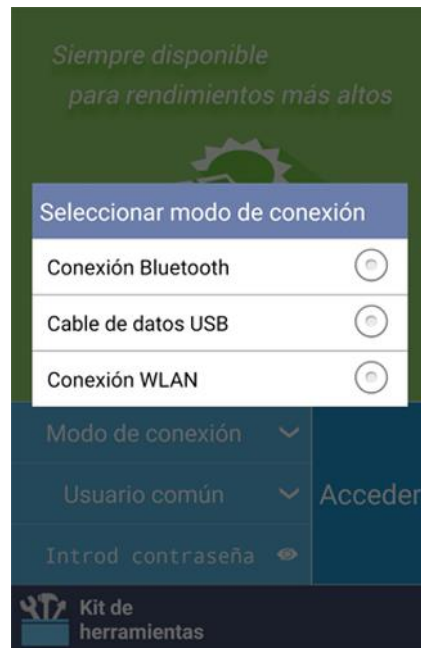 Siempre disponible
para rendimientos más altos
Seleccionar modo de conexión
Conexión Bluetooth
Cable de datos USB
Conexión WLAN
Modo de conexión
Usuario común
Acceder
Introd contraseña
Kit de
herramientas